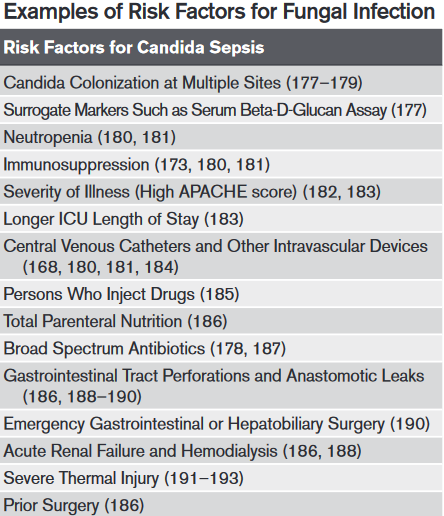 Examples of Risk Factors for Fungal Infection
Risk Factors for Candida Sepsis
Candida Colonization at Multiple Sites (177–179)
Surrogate Markers Such as Serum Beta-D-Glucan Assay (177)
Neutropenia (180, 181)
Immunosuppression (173, 180, 181)
Severity of Illness (High APACHE score) (182, 183)
Longer ICU Length of Stay (183)
Central Venous Catheters and Other Intravascular Devices
(168, 180, 181, 184)
Persons Who Inject Drugs (185)
Total Parenteral Nutrition (186)
Broad Spectrum Antibiotics (178, 187)
Gastrointestinal Tract Perforations and Anastomotic Leaks
(186, 188–190)
Emergency Gastrointestinal or Hepatobiliary Surgery (190)
Acute Renal Failure and Hemodialysis (186, 188)
Severe Thermal Injury (191–193)
Prior Surgery (186)